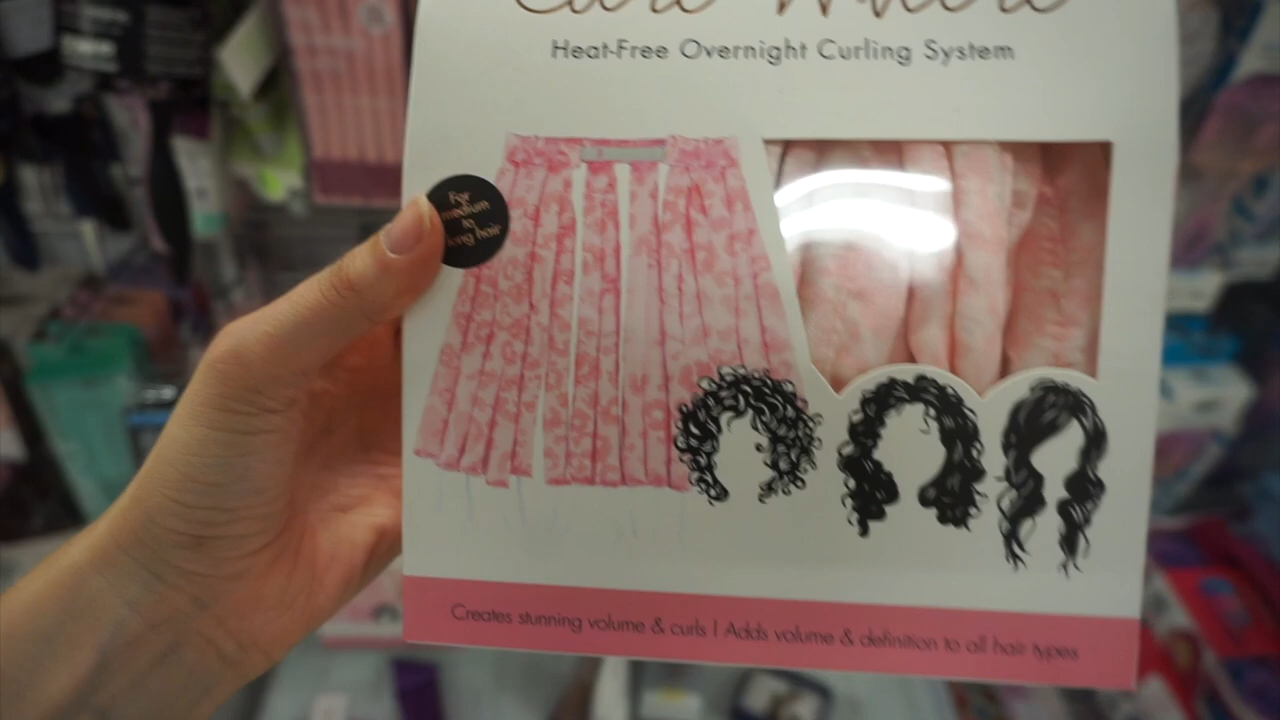 Heat-Free Overnight Curling System
For
medium
to
long hair
Creates stunning volume & curls | Adds volume & definition to all hair types